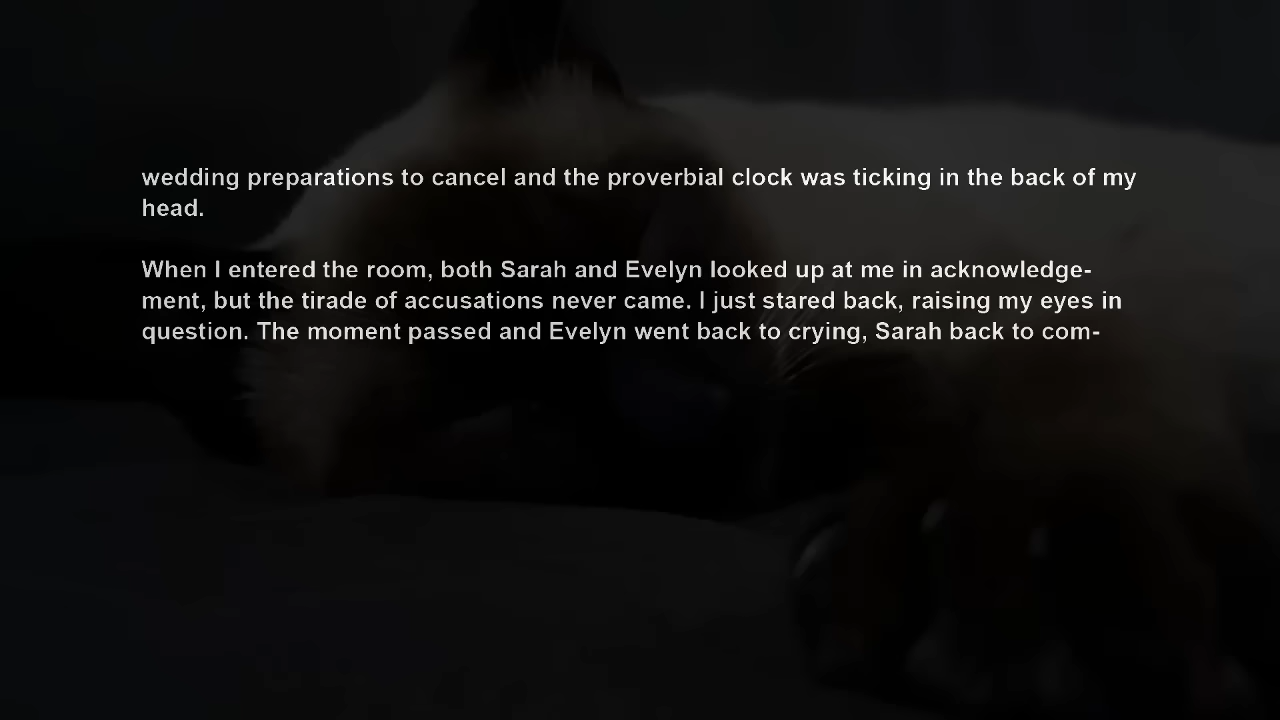 wedding preparations to cancel and the proverbial clock was ticking in the back of my
head.
When I entered the room, both Sarah and Evelyn looked up at me in acknowledge-
ment, but the tirade of accusations never came. I just stared back, raising my eyes in
question. The moment passed and Evelyn went back to crying, Sarah back to com-